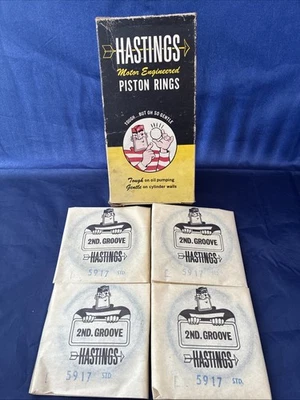 HASTINGS
Motor Engineered
PISTON RINGS
TOUGH...BUT OH SO GENTLE
Tough on oil-pumping
Gentle on cylinder walls
2ND. GROOVE
HASTINGS
5917 STD.
2ND. GROOVE
HASTINGS
5917
2ND. GROOVE
HASTINGS
5917 STD.
2ND. GROOVE
HASTINGS
5917 STD.